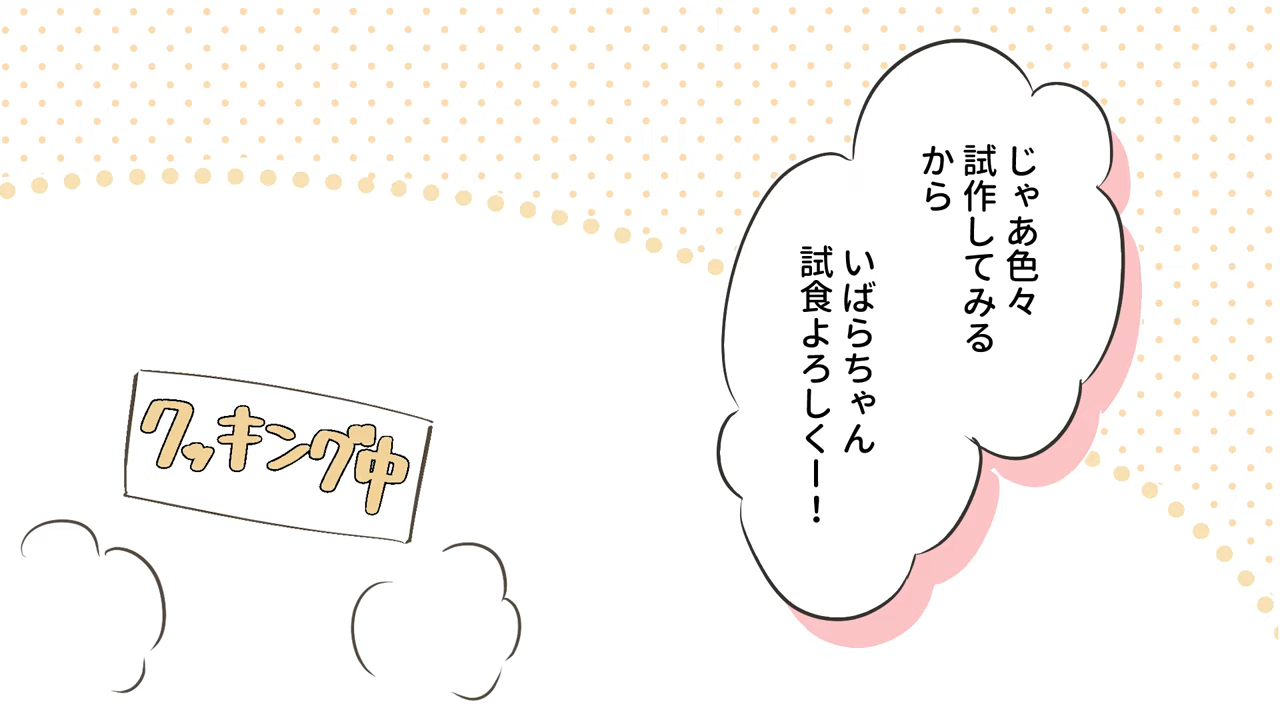 じゃあ色々
試作してみる
から
いばらちゃん
試食よろしくー！
クッキング中